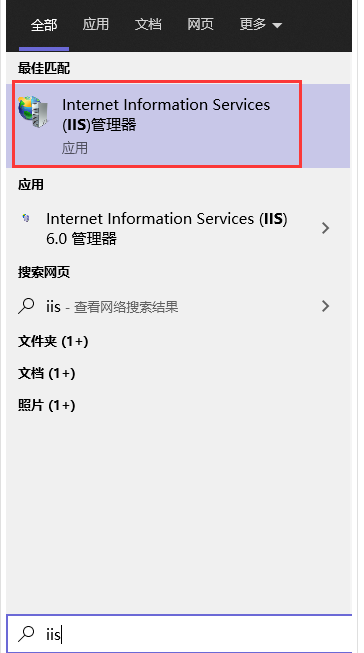 全部 应用 文档 网页 更多
最佳匹配
Internet Information Services
(IIS)管理器
应用
应用
Internet Information Services (IIS)
6.0 管理器
搜索网页
iis - 查看网络搜索结果
文件夹 (1+)
文档 (1+)
照片 (1+)
iis